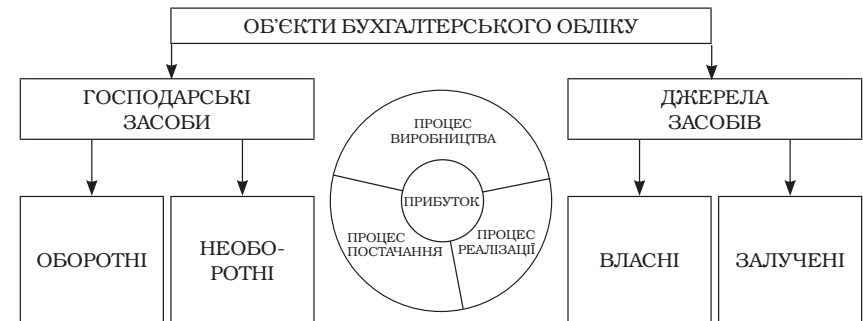 ОБ’ЄКТИ БУХГАЛТЕРСЬКОГО ОБЛІКУ
ГОСПОДАРСЬКІ
ЗАСОБИ
ДЖЕРЕЛА
ЗАСОБІВ
ПРОЦЕС
ВИРОБНИЦТВА
ПРИБУТОК
ПРОЦЕС
ПОСТАЧАННЯ
ПРОЦЕС
РЕАЛІЗАЦІЇ
ОБОРОТНІ
НЕОБО-
РОТНІ
ВЛАСНІ
ЗАЛУЧЕНІ